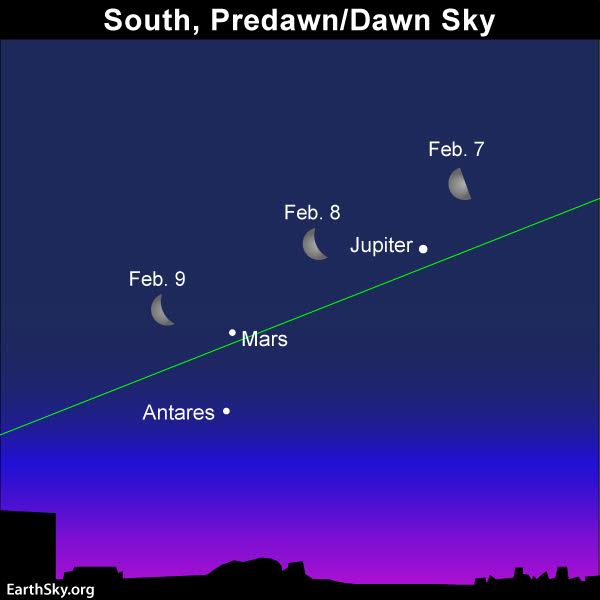 South, Predawn/Dawn Sky
Feb. 7
Feb. 8
Jupiter
Feb. 9
Mars
Antares
EarthSky.org